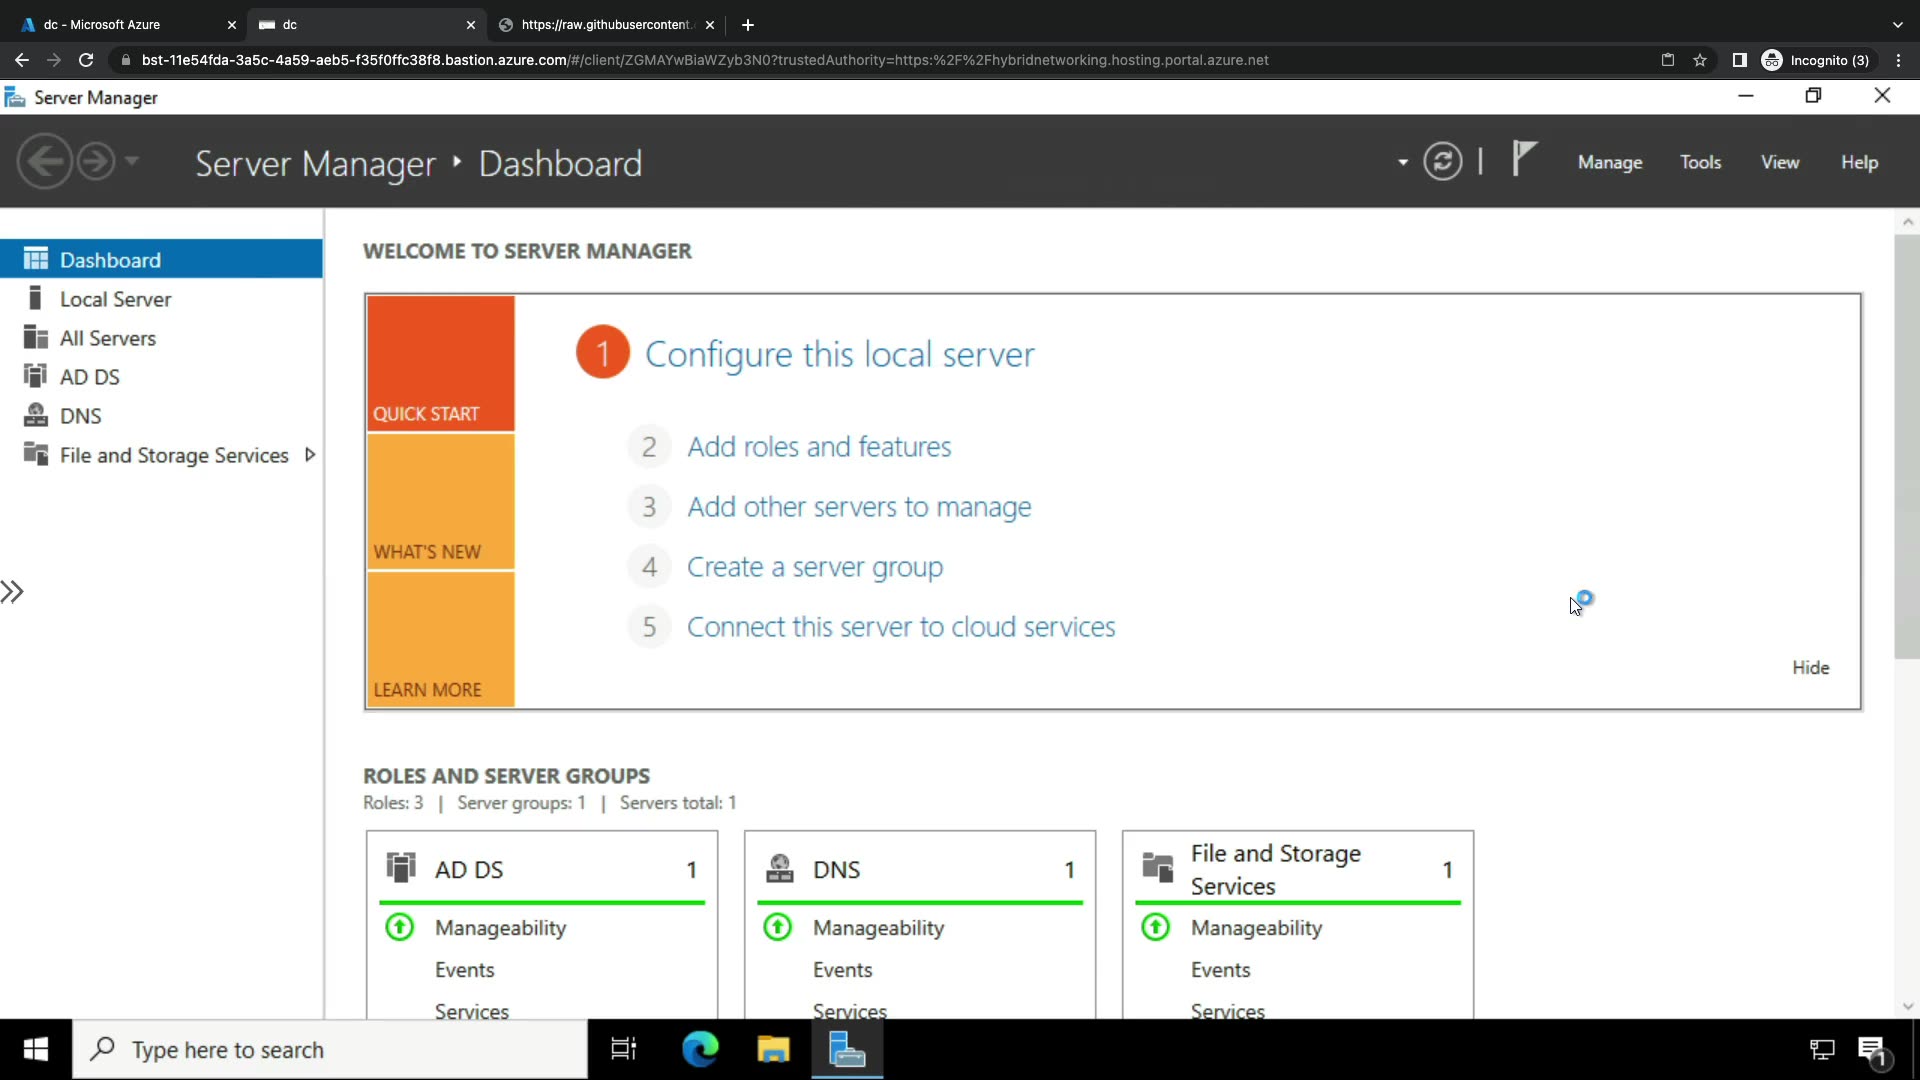 dc - Microsoft Azure
dc
https://raw.githubusercontent.
bst-11e54fda-3a5c-4a59-aeb5-f35f0ffc38f8.bastion.azure.com/#/client/ZGMAYwBiaWZyb3N0?trustedAuthority=https:%2F%2Fhybridnetworking.hosting.portal.azure.net
Incognito (3)
Server Manager
Server Manager ‣ Dashboard
Manage
Tools
View
Help
Dashboard
Local Server
All Servers
AD DS
DNS
File and Storage Services
WELCOME TO SERVER MANAGER
QUICK START
WHAT'S NEW
LEARN MORE
1 Configure this local server
2 Add roles and features
3 Add other servers to manage
4 Create a server group
5 Connect this server to cloud services
Hide
ROLES AND SERVER GROUPS
Roles: 3 | Server groups: 1 | Servers total: 1
AD DS 1
Manageability
Events
Services
DNS 1
Manageability
Events
Services
File and Storage
Services 1
Manageability
Events
Services
Type here to search
1